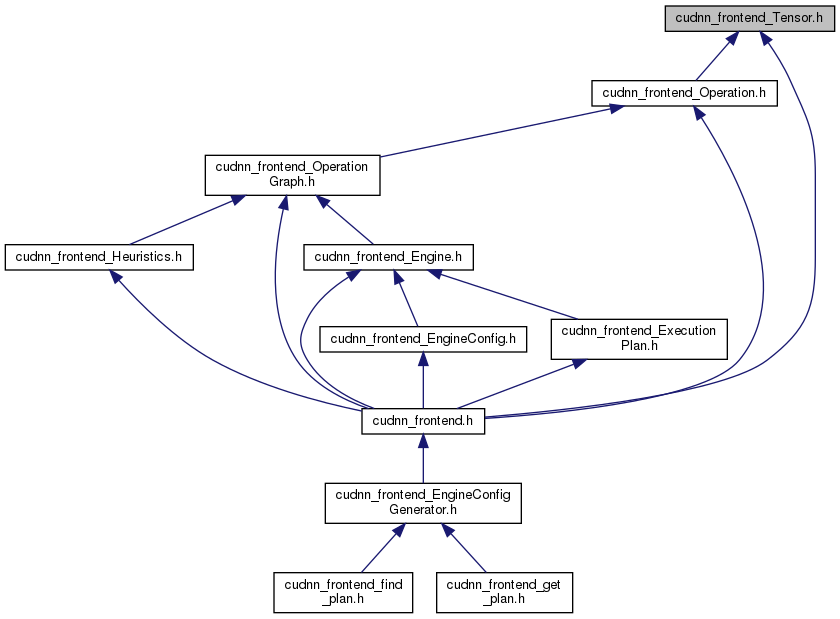 cudnn_frontend_Tensor.h
cudnn_frontend_Operation.h
cudnn_frontend_Operation
Graph.h
cudnn_frontend_Heuristics.h
cudnn_frontend_Engine.h
cudnn_frontend_EngineConfig.h
cudnn_frontend_Execution
Plan.h
cudnn_frontend.h
cudnn_frontend_EngineConfig
Generator.h
cudnn_frontend_find
_plan.h
cudnn_frontend_get
_plan.h